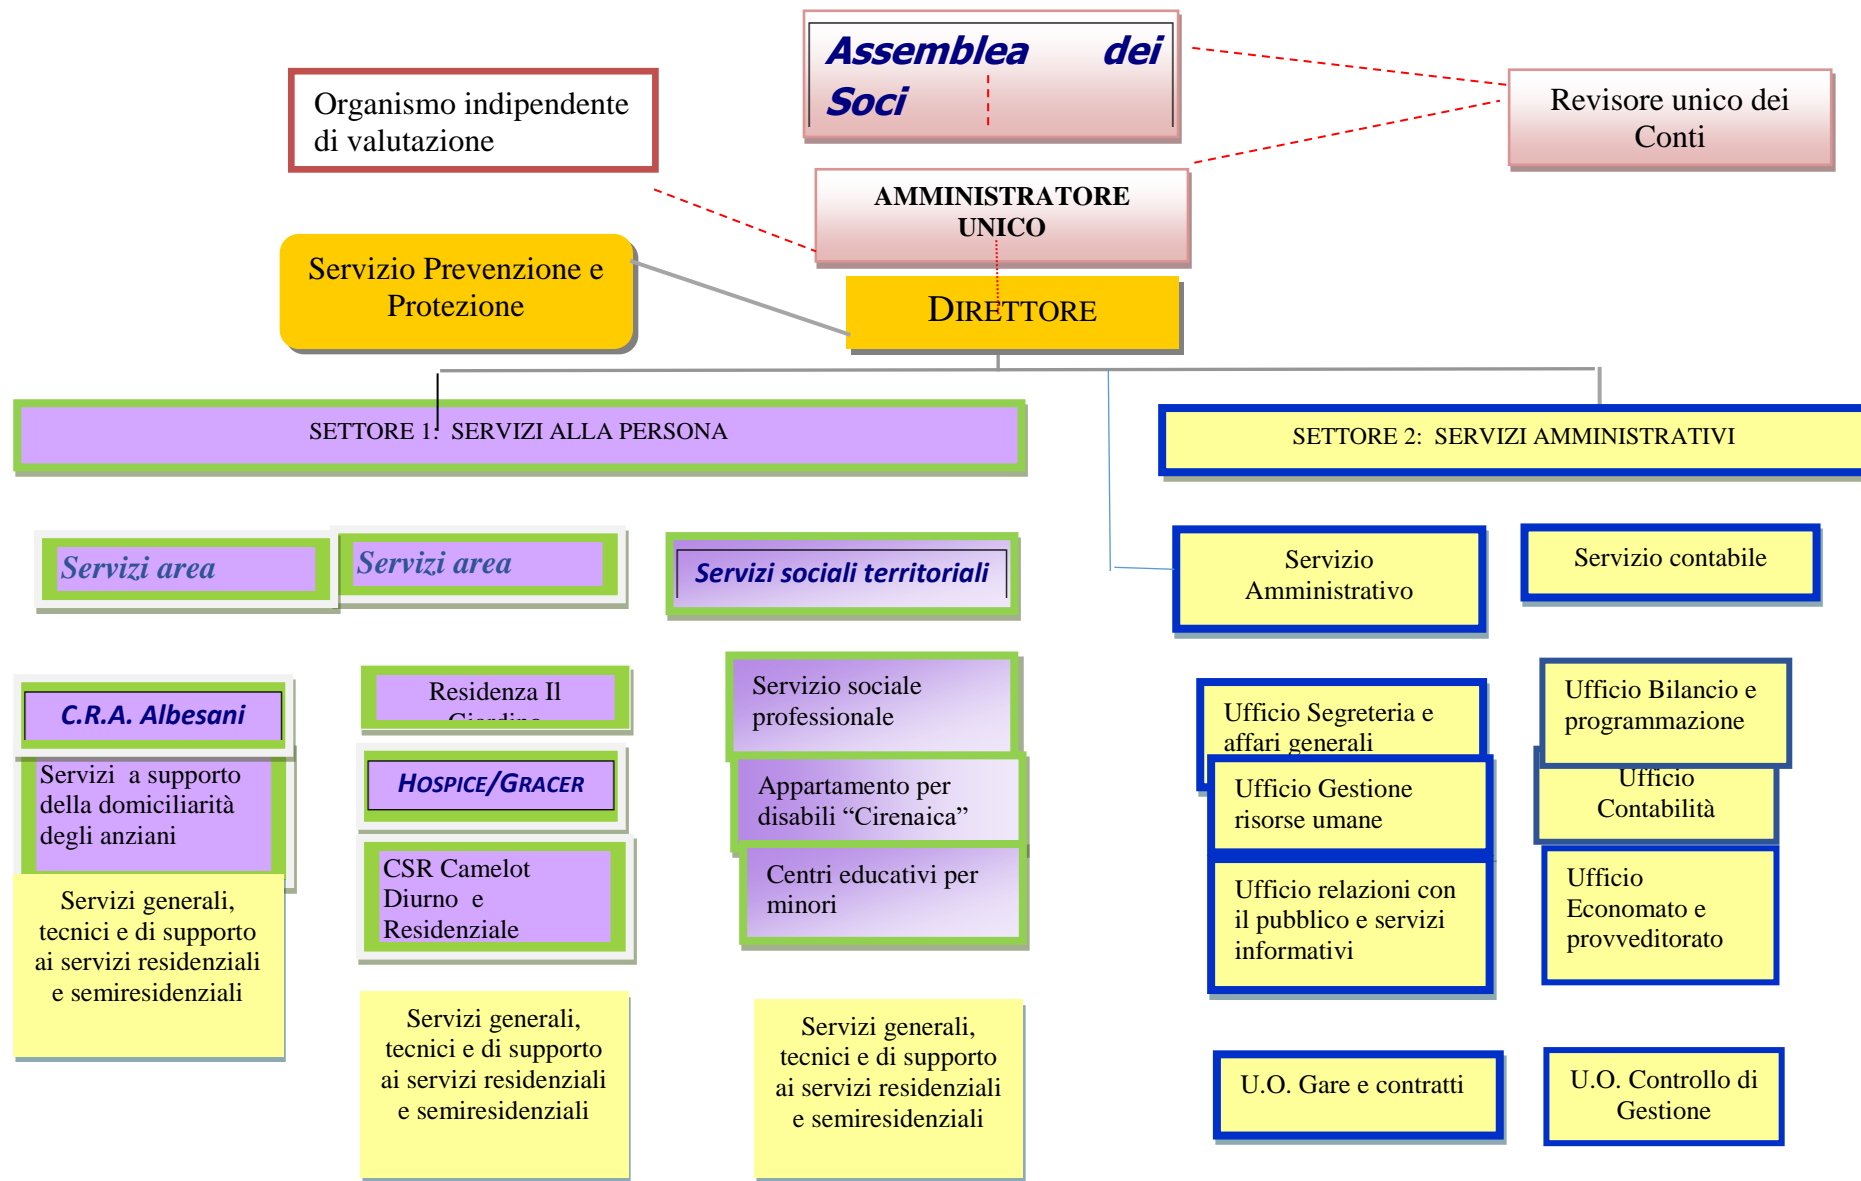 Assemblea dei
Soci
Organismo indipendente
di valutazione
Revisore unico dei
Conti
AMMINISTRATORE
UNICO
Servizio Prevenzione e
Protezione
DIRETTORE
SETTORE 1: SERVIZI ALLA PERSONA
SETTORE 2: SERVIZI AMMINISTRATIVI
Servizi area
Servizi area
Servizi sociali territoriali
Servizio
Amministrativo
Servizio contabile
C.R.A. Albesani
Servizi a supporto
della domiciliarità
degli anziani
Servizi generali,
tecnici e di supporto
ai servizi residenziali
e semiresidenziali
Residenza Il
HOSPICE/GRACER
CSR Camelot
Diurno e
Residenziale
Servizi generali,
tecnici e di supporto
ai servizi residenziali
e semiresidenziali
Servizio sociale
professionale
Appartamento per
disabili “Cirenaica”
Centri educativi per
minori
Servizi generali,
tecnici e di supporto
ai servizi residenziali
e semiresidenziali
Ufficio Segreteria e
affari generali
Ufficio Gestione
risorse umane
Ufficio relazioni con
il pubblico e servizi
informativi
U.O. Gare e contratti
Ufficio Bilancio e
programmazione
Ufficio
Contabilità
Ufficio
Economato e
provveditorato
U.O. Controllo di
Gestione